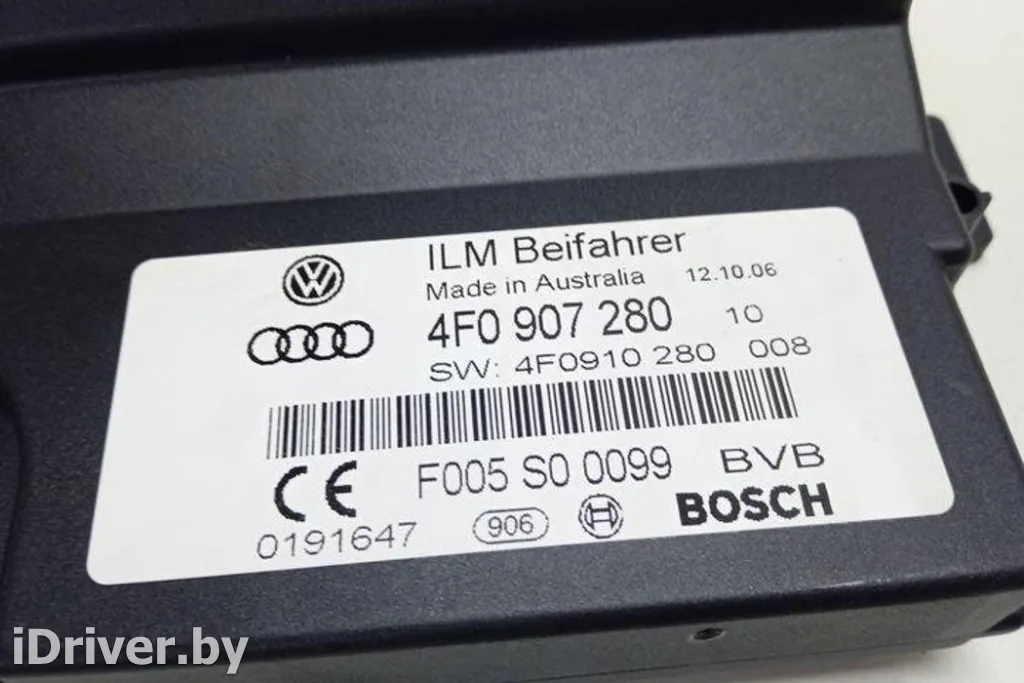 ILM Beifahrer
Made in Australia 12.10.06
4F0 907 280 10
SW: 4F0910 280 008
F005 S0 0099 BVB
CE
0191647 906 BOSCH
iDriver.by